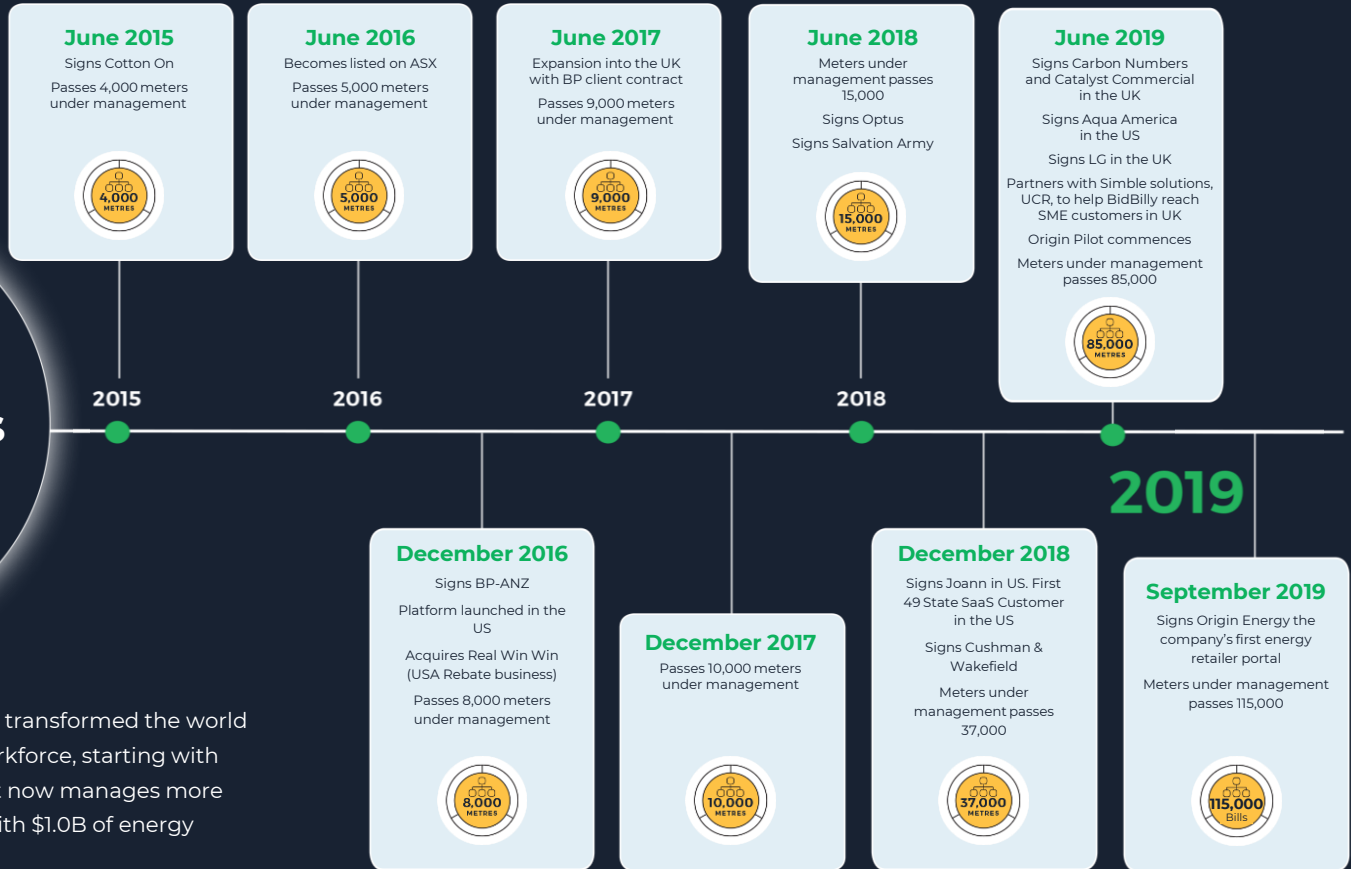 June 2015
Signs Cotton On
Passes 4,000 meters
under management
4,000
METRES
June 2016
Becomes listed on ASX
Passes 5,000 meters
under management
5,000
METRES
June 2017
Expansion into the UK
with BP client contract
Passes 9,000 meters
under management
9,000
METRES
June 2018
Meters under
management passes
15,000
Signs Optus
Signs Salvation Army
15,000
METRES
June 2019
Signs Carbon Numbers
and Catalyst Commercial
in the UK
Signs Aqua America
in the US
Signs LG in the UK
Partners with Simble solutions,
UCR, to help BidBilly reach
SME customers in UK
Origin Pilot commences
Meters under management
passes 85,000
85,000
METRES
2015
2016
2017
2018
s
2019
December 2016
Signs BP-ANZ
Platform launched in the
US
Acquires Real Win Win
(USA Rebate business)
Passes 8,000 meters
under management
8,000
METRES
December 2017
Passes 10,000 meters
under management
10,000
METRES
December 2018
Signs Joann in US. First
49 State SaaS Customer
in the US
Signs Cushman &
Wakefield
Meters under
management passes
37,000
37,000
METRES
September 2019
Signs Origin Energy the
company's first energy
retailer portal
Meters under management
passes 115,000
115,000
Bills
transformed the world
rkforce, starting with
t now manages more
ith $1.0B of energy